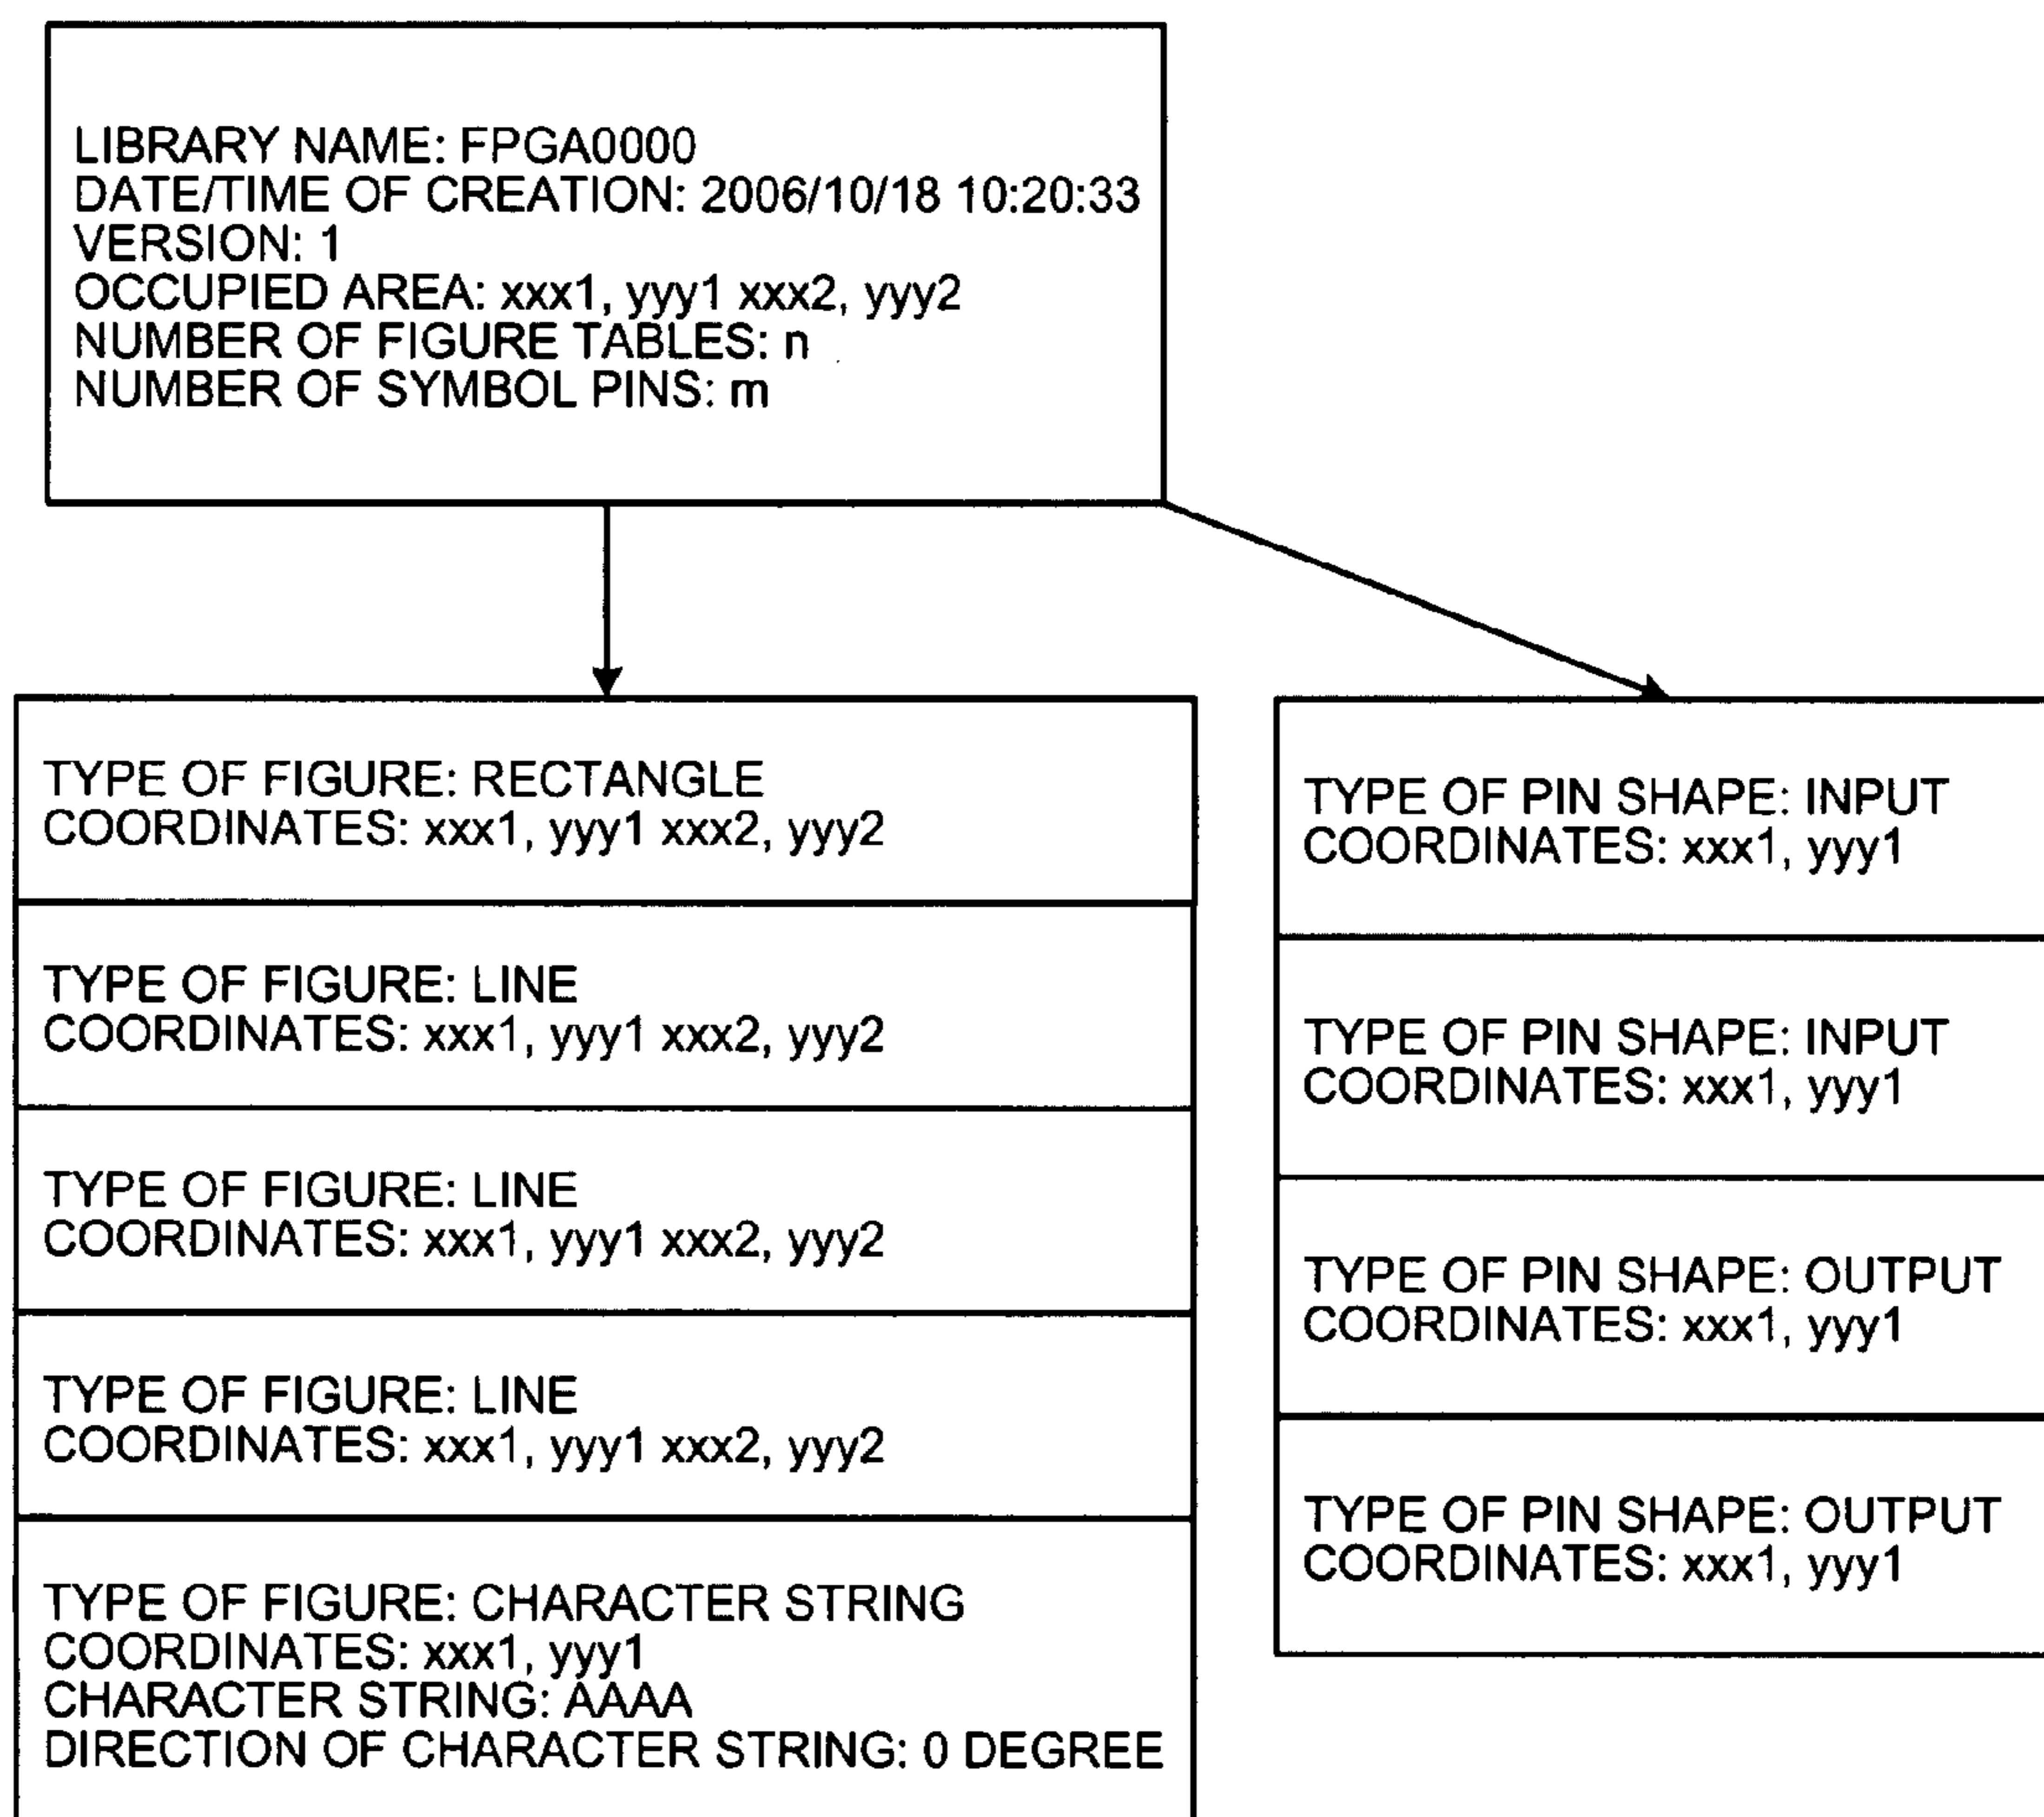 LIBRARY NAME: FPGA0000
DATE/TIME OF CREATION: 2006/10/18 10:20:33
VERSION: 1
OCCUPIED AREA: xxx1, yyy1 xxx2, yyy2
NUMBER OF FIGURE TABLES: n
NUMBER OF SYMBOL PINS: m
TYPE OF FIGURE: RECTANGLE
COORDINATES: xxx1, yyy1 xxx2, yyy2
TYPE OF FIGURE: LINE
COORDINATES: xxx1, yyy1 xxx2, yyy2
TYPE OF FIGURE: LINE
COORDINATES: xxx1, yyy1 xxx2, yyy2
TYPE OF FIGURE: LINE
COORDINATES: xxx1, yyy1 xxx2, yyy2
TYPE OF FIGURE: CHARACTER STRING
COORDINATES: xxx1, yyy1
CHARACTER STRING: AAAA
DIRECTION OF CHARACTER STRING: 0 DEGREE
TYPE OF PIN SHAPE: INPUT
COORDINATES: xxx1, yyy1
TYPE OF PIN SHAPE: INPUT
COORDINATES: xxx1, yyy1
TYPE OF PIN SHAPE: OUTPUT
COORDINATES: xxx1, yyy1
TYPE OF PIN SHAPE: OUTPUT
COORDINATES: xxx1, yyy1